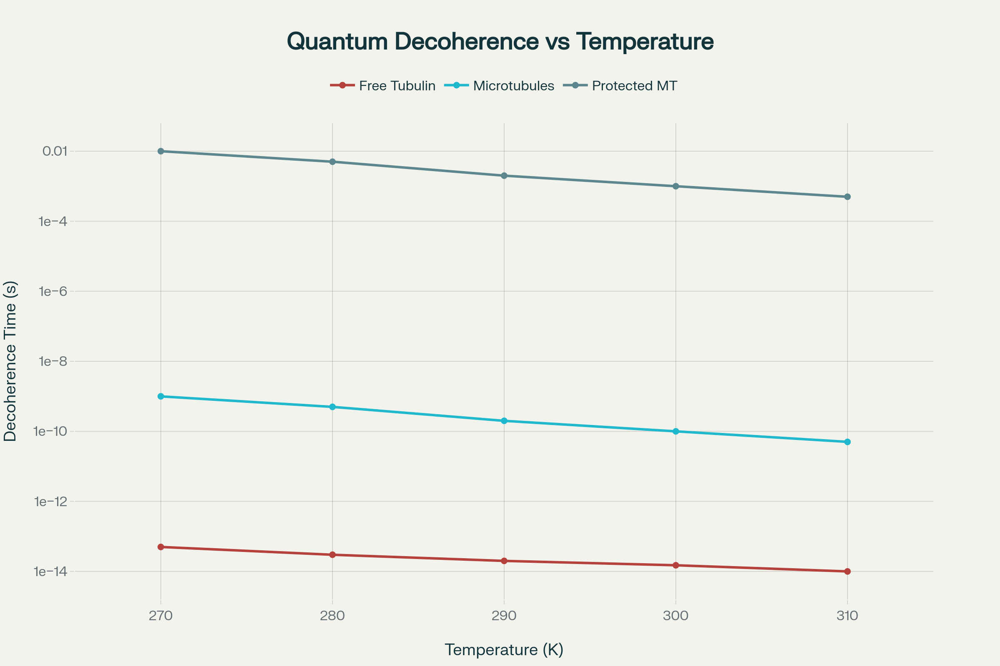 Quantum Decoherence vs Temperature
Free Tubulin Microtubules Protected MT
0.01
1e−4
1e−6
1e−8
1e−10
1e−12
1e−14
Decoherence Time (s)
270 280 290 300 310
Temperature (K)